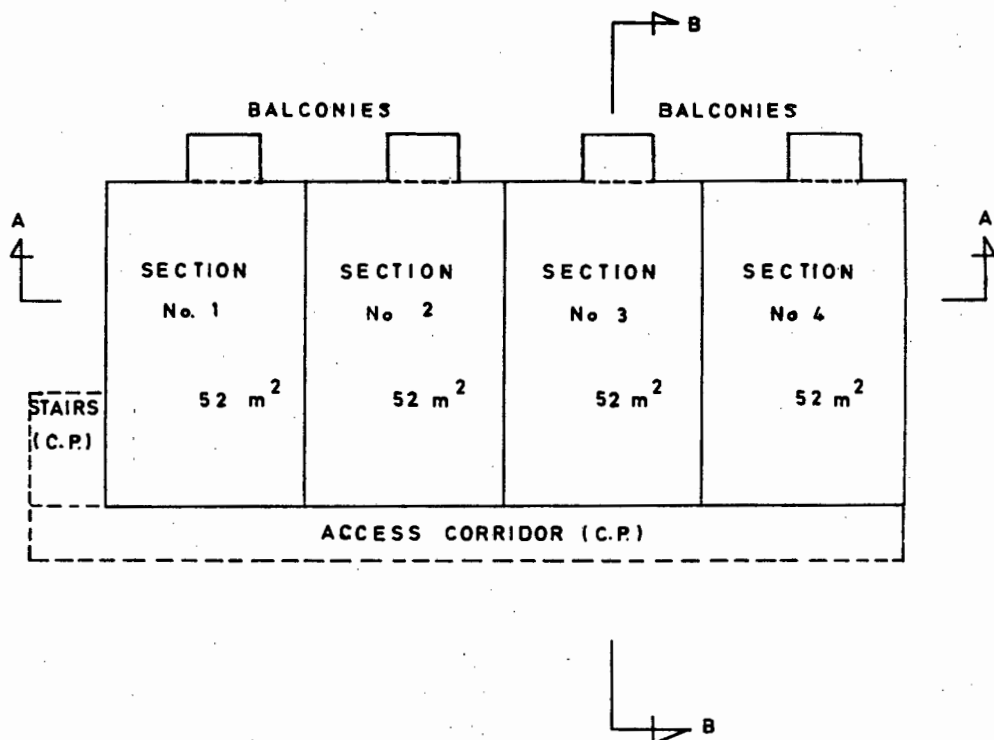 B
BALCONIES BALCONIES
A A
SECTION SECTION SECTION SECTION
No. 1 No 2 No 3 No 4
52 m² 52 m² 52 m² 52 m²
STAIRS
(C.P.)
ACCESS CORRIDOR (C.P.)
B